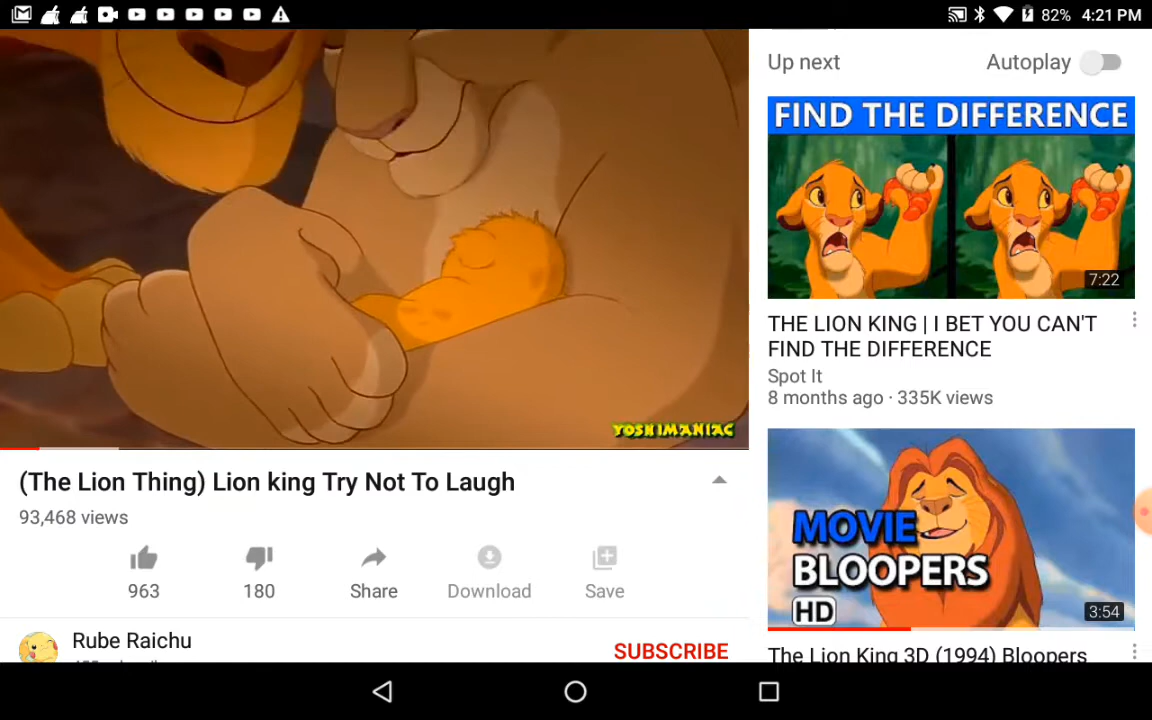 82% 4:21 PM
YOSHIMANIAC
(The Lion Thing) Lion king Try Not To Laugh
93,468 views
963
180
Share
Download
Save
Rube Raichu
SUBSCRIBE
Up next
Autoplay
FIND THE DIFFERENCE
7:22
THE LION KING | I BET YOU CAN'T
FIND THE DIFFERENCE
Spot It
8 months ago · 335K views
MOVIE
BLOOPERS
HD
3:54
The Lion King 3D (1994) Bloopers